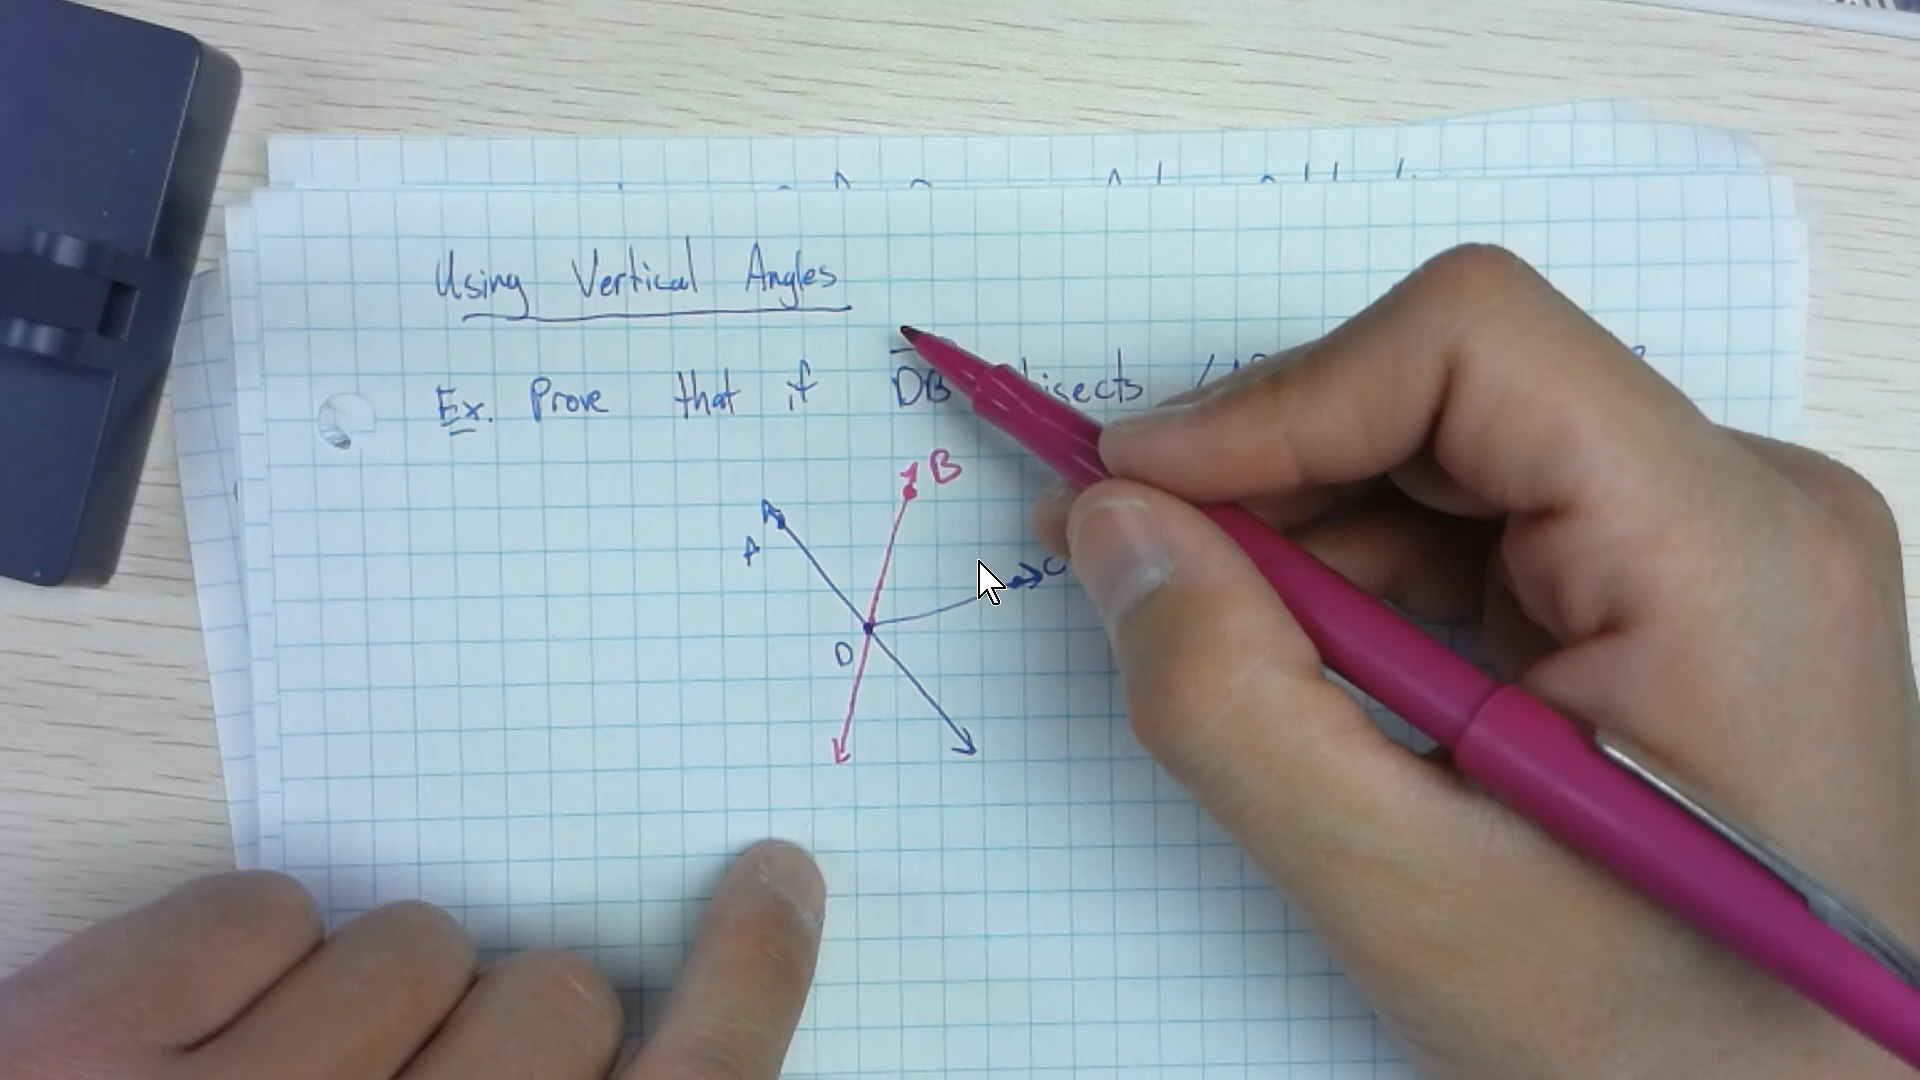 Using Vertical Angles
Ex. Prove that if DB bisects
B
A
C
D